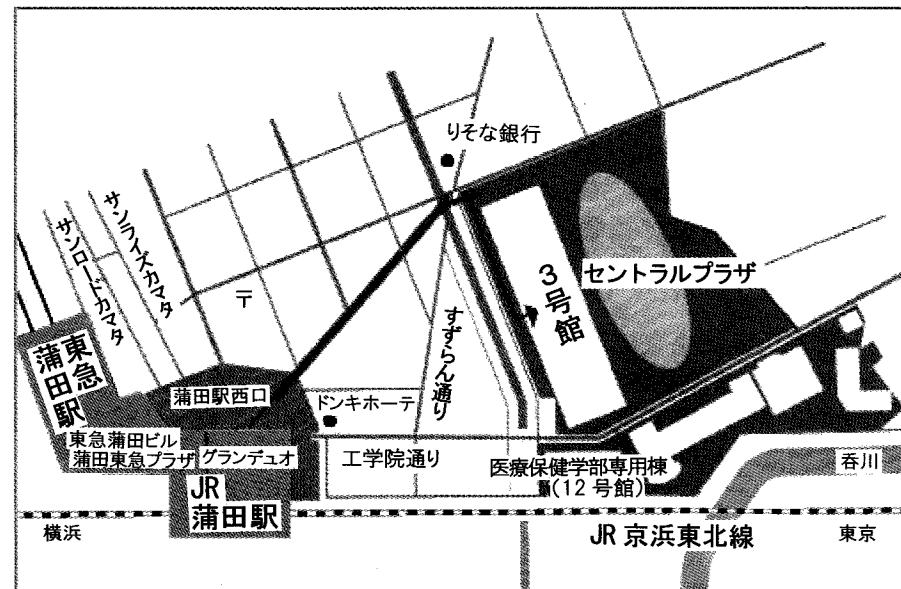 りそな銀行
サンロードカマタ
サンライズカマタ
〒
3号館
セントラルプラザ
すずらん通り
東急
蒲田駅
蒲田駅西口
ドンキホーテ
東急蒲田ビル
蒲田東急プラザ
グランデュオ
工学院通り
医療保健学部専用棟
(12号館)
呑川
JR
蒲田駅
横浜
JR京浜東北線
東京